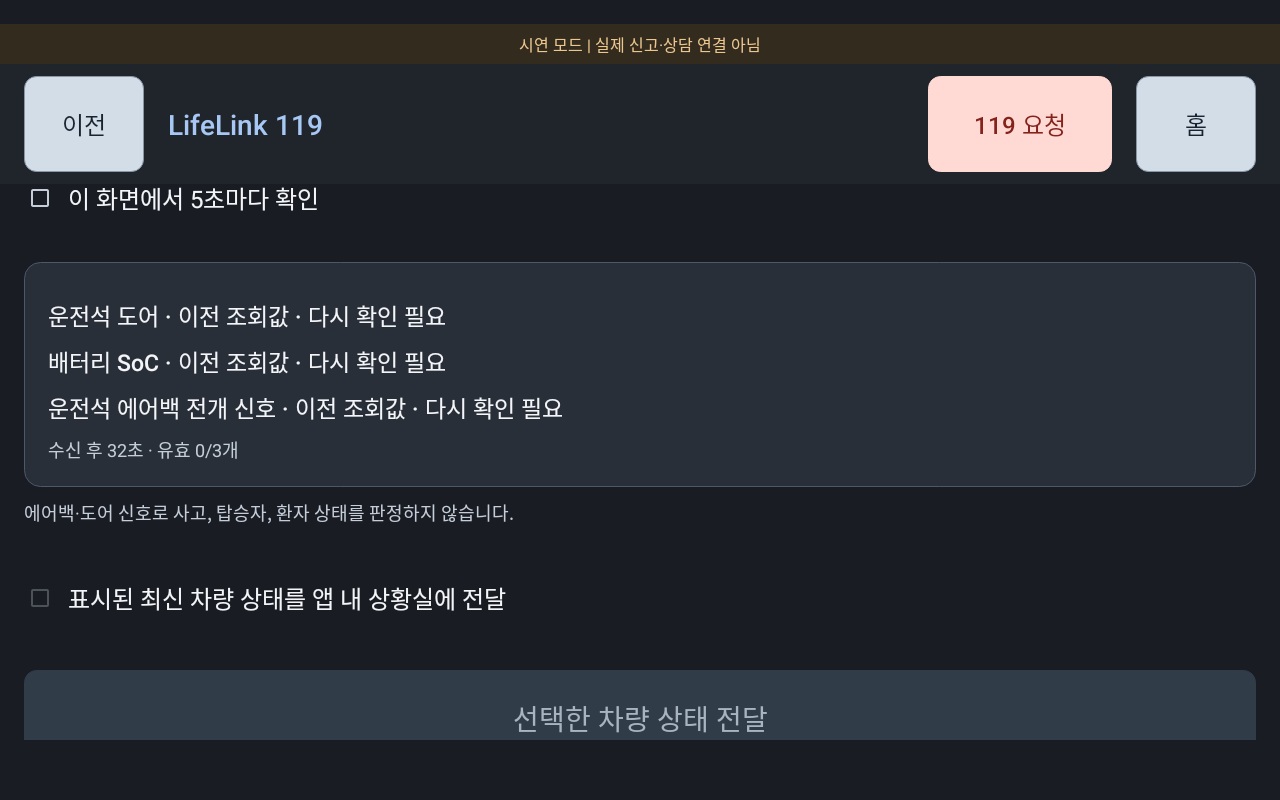 시연 모드 | 실제 신고·상담 연결 아님
이전
LifeLink 119
119 요청
홈
이 화면에서 5초마다 확인
운전석 도어 · 이전 조회값 · 다시 확인 필요
배터리 SoC · 이전 조회값 · 다시 확인 필요
운전석 에어백 전개 신호 · 이전 조회값 · 다시 확인 필요
수신 후 32초 · 유효 0/3개
에어백·도어 신호로 사고, 탑승자, 환자 상태를 판정하지 않습니다.
표시된 최신 차량 상태를 앱 내 상황실에 전달
선택한 차량 상태 전달